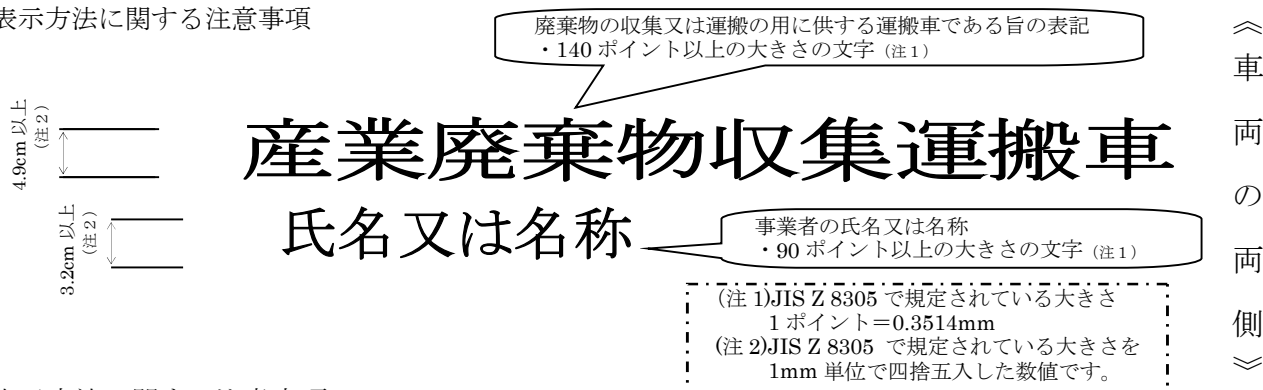 表示方法に関する注意事項
廃棄物の収集又は運搬の用に供する運搬車である旨の表記
・140 ポイント以上の大きさの文字（注1）
《車両の両側》
4.9cm 以上
（注2）
産業廃棄物収集運搬車
3.2cm 以上
（注2）
氏名又は名称
事業者の氏名又は名称
・90 ポイント以上の大きさの文字（注1）
(注 1)JIS Z 8305 で規定されている大きさ
1 ポイント＝0.3514mm
(注 2)JIS Z 8305 で規定されている大きさを
1mm 単位で四捨五入した数値です。